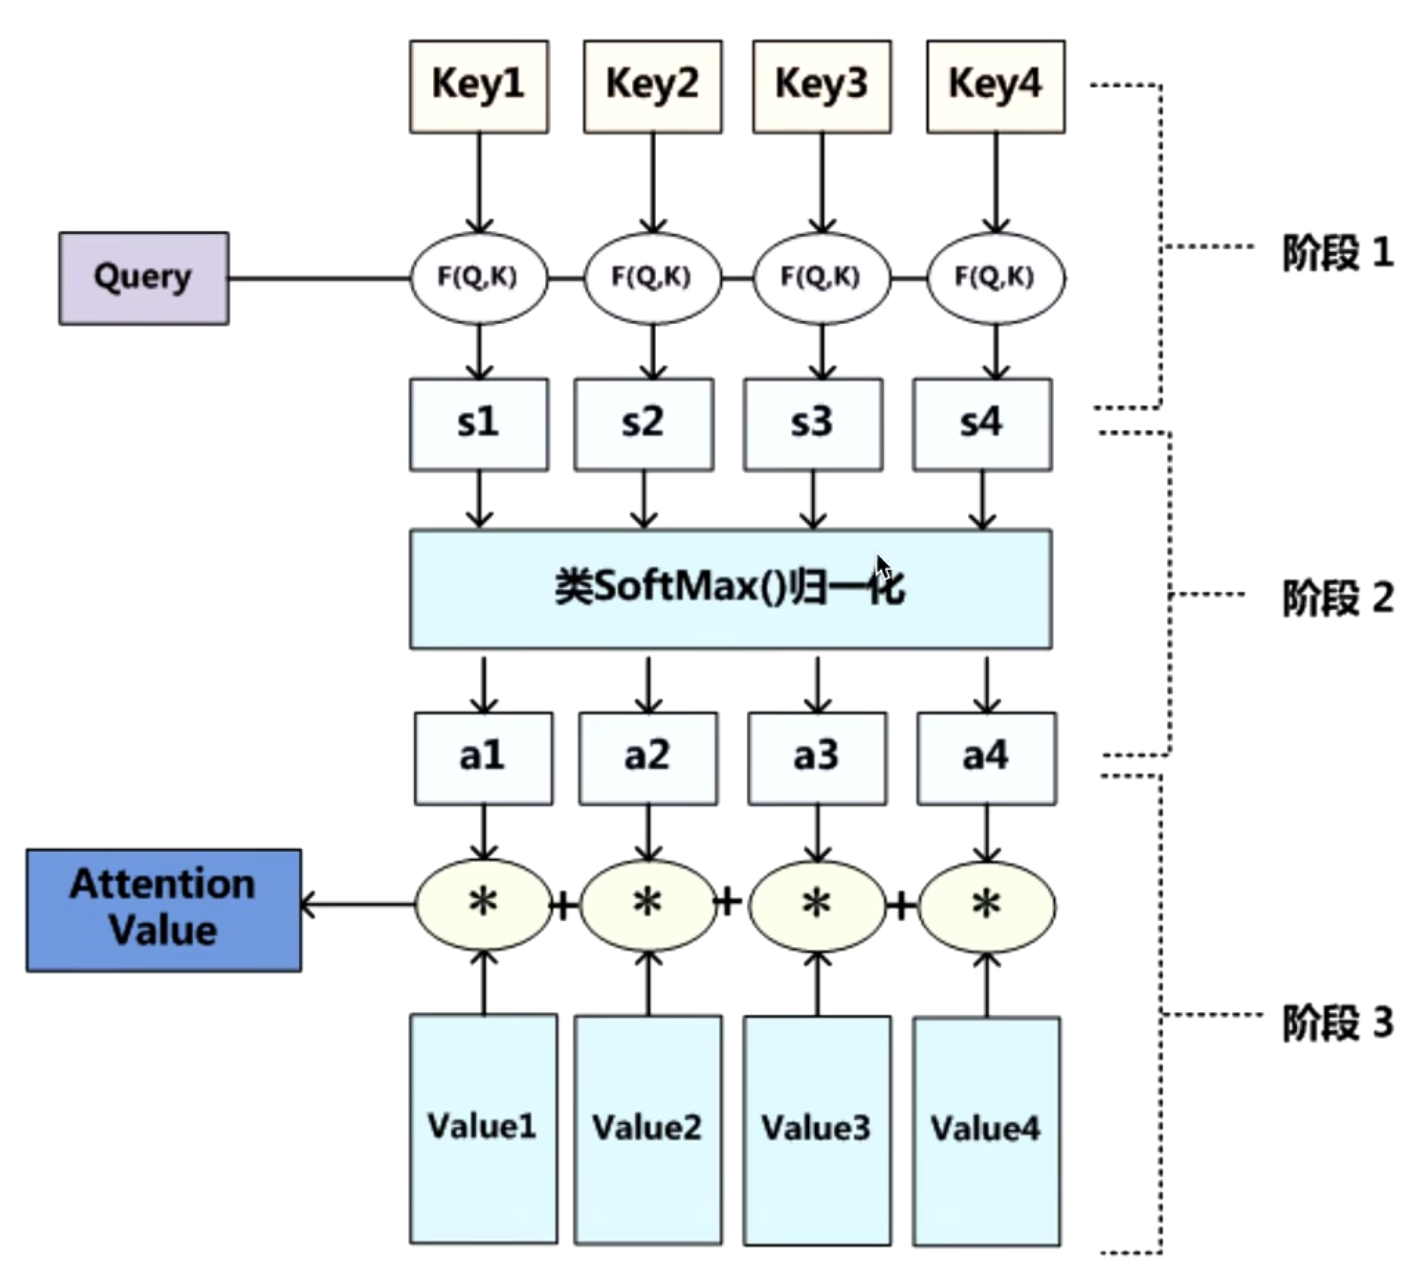 Key1
Key2
Key3
Key4
Query
F(Q,K)
F(Q,K)
F(Q,K)
F(Q,K)
阶段 1
s1
s2
s3
s4
类SoftMax()归一化
阶段 2
a1
a2
a3
a4
Attention
Value
*
+
*
+
*
+
*
阶段 3
Value1
Value2
Value3
Value4